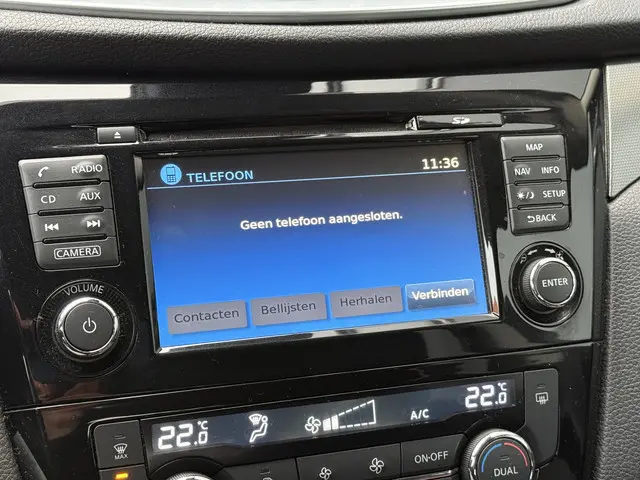 SD
RADIO
CD AUX
CAMERA
VOLUME
TELEFOON 11:36
Geen telefoon aangesloten.
Contacten Bellijsten Herhalen Verbinden
MAP
NAV INFO
SETUP
BACK
ENTER
22.0°C A/C 22.0°C
MAX
ON·OFF
DUAL